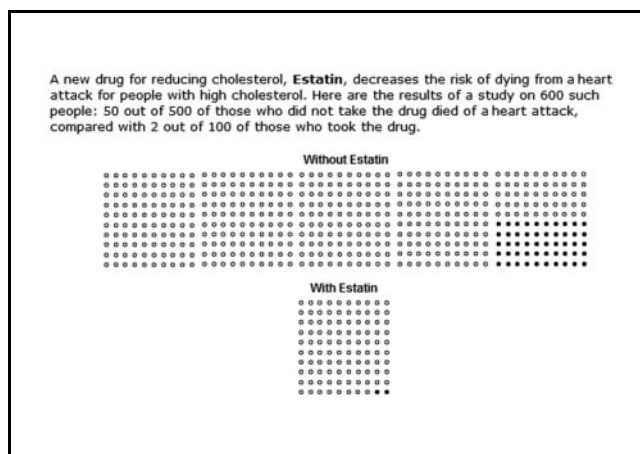 A new drug for reducing cholesterol, Estatin, decreases the risk of dying from a heart
attack for people with high cholesterol. Here are the results of a study on 600 such
people: 50 out of 500 of those who did not take the drug died of a heart attack,
compared with 2 out of 100 of those who took the drug.
Without Estatin
With Estatin